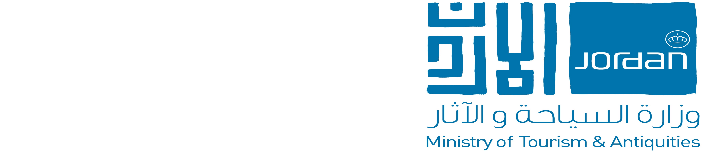 الأردن
JORdan
وزارة السياحة و الآثار
Ministry of Tourism & Antiquities